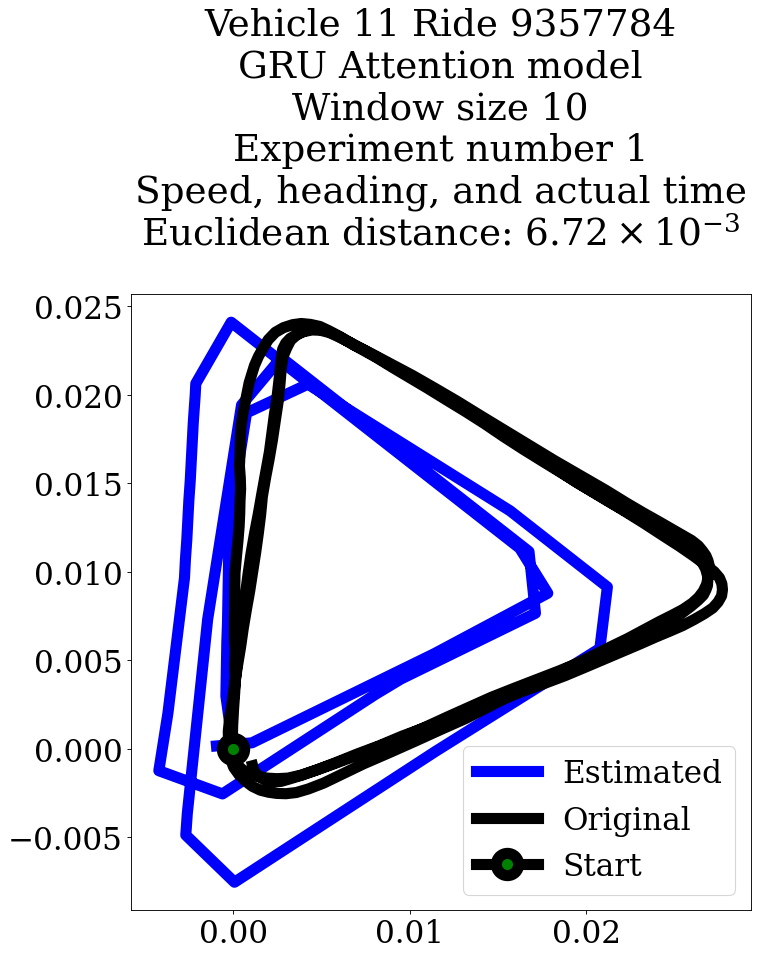 Vehicle 11 Ride 9357784
GRU Attention model
Window size 10
Experiment number 1
Speed, heading, and actual time
Euclidean distance: 6.72 × 10⁻³
0.025
0.020
0.015
0.010
0.005
0.000
−0.005
Estimated
Original
Start
0.00 0.01 0.02